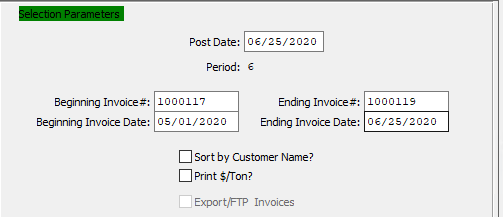 Selection Parameters
Post Date: 06/25/2020
Period: 6
Beginning Invoice#: 1000117 Ending Invoice#: 1000119
Beginning Invoice Date: 05/01/2020 Ending Invoice Date: 06/25/2020
Sort by Customer Name?
Print $/Ton?
Export/FTP Invoices